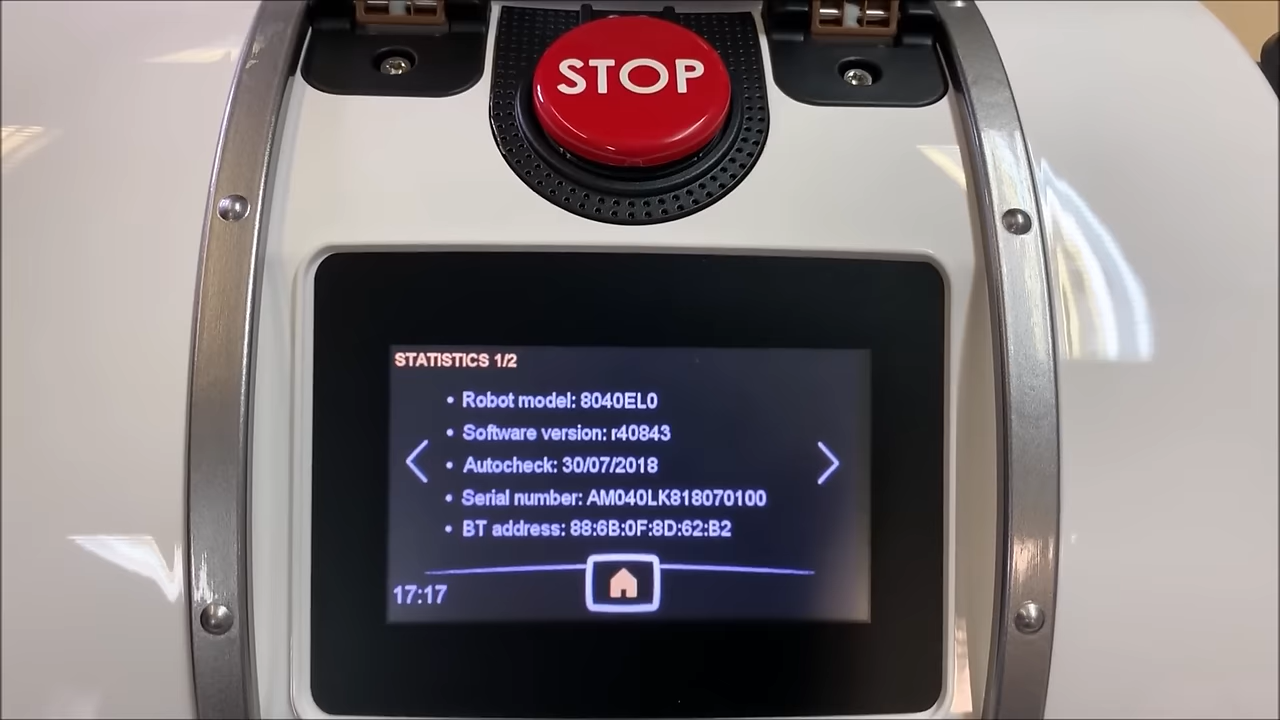 STOP
STATISTICS 1/2
• Robot model: 8040EL0
• Software version: r40843
• Autocheck: 30/07/2018
• Serial number: AM040LK818070100
• BT address: 88:6B:0F:8D:62:B2
17:17